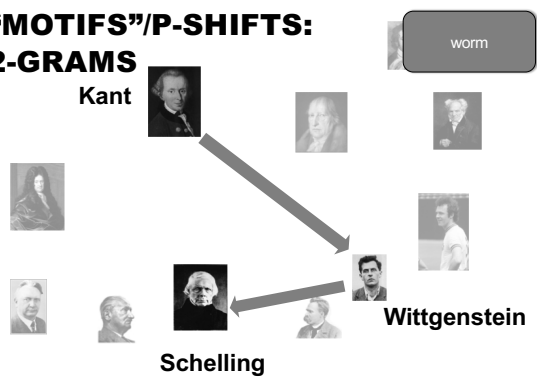 “MOTIFS”/P-SHIFTS:
2-GRAMS
worm
Kant
Wittgenstein
Schelling